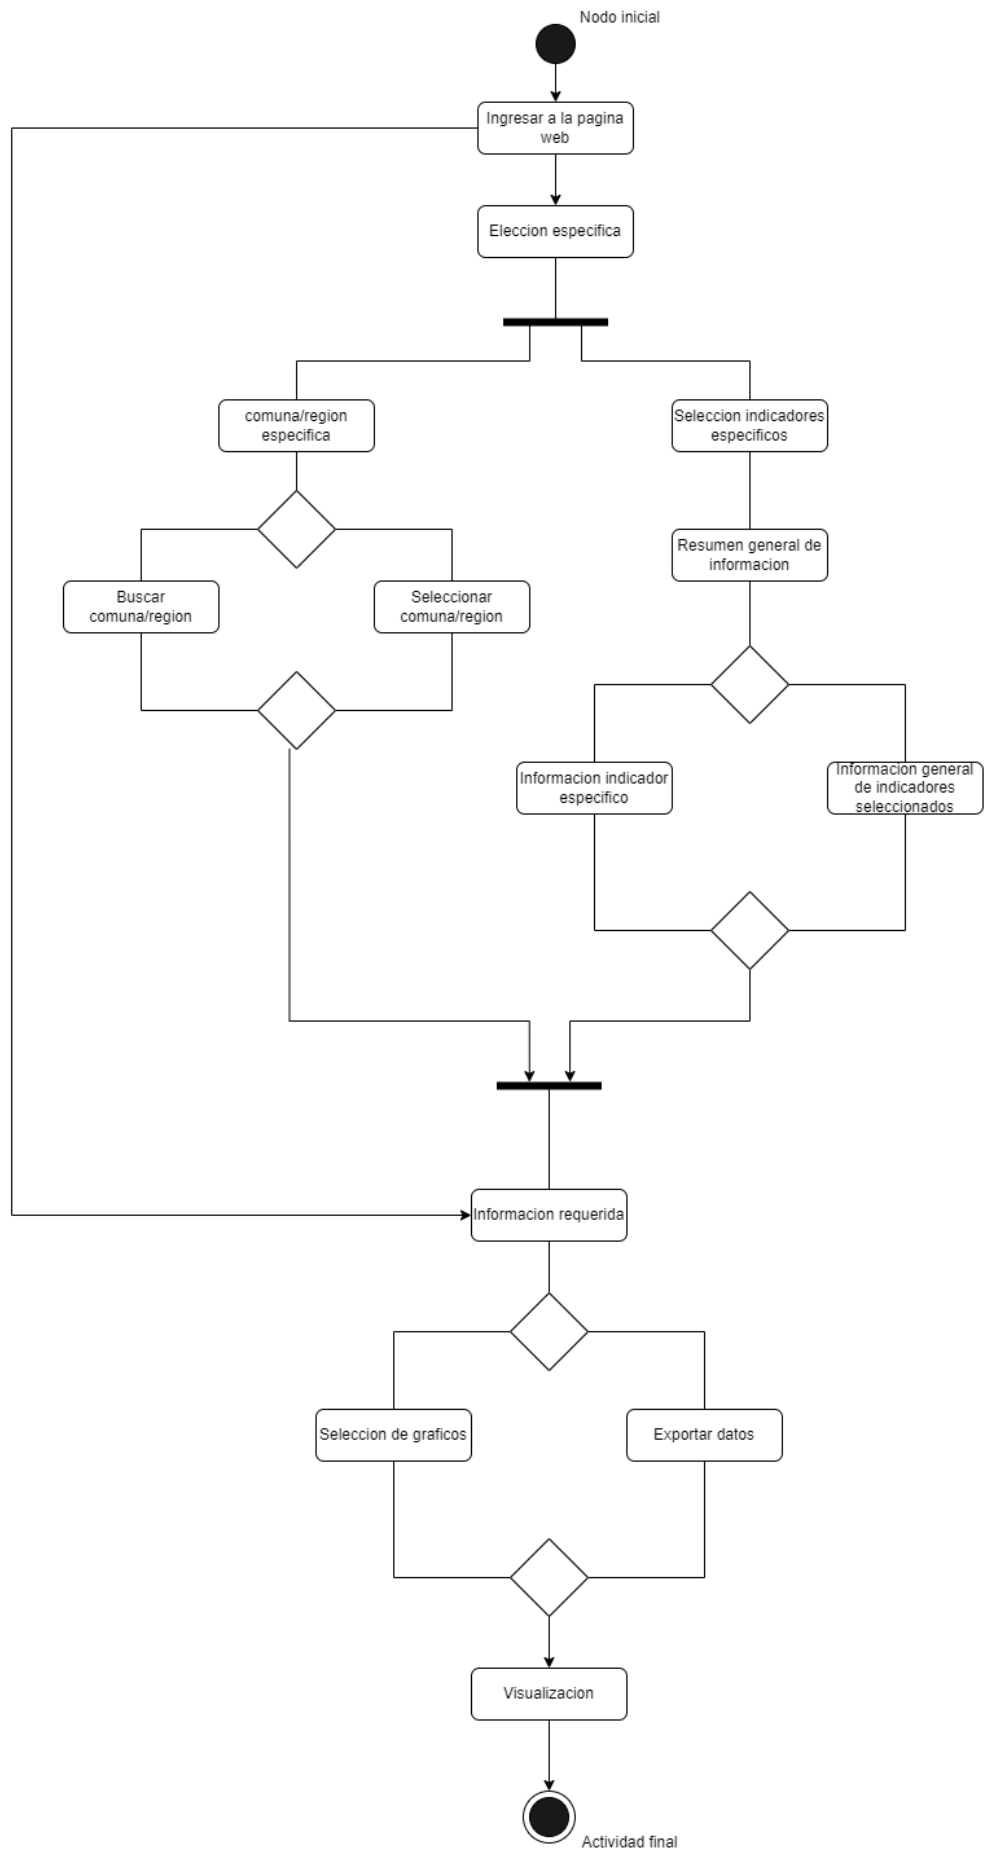 Nodo inicial
Ingresar a la pagina
web
Eleccion especifica
comuna/region
especifica
Seleccion indicadores
especificos
Buscar
comuna/region
Seleccionar
comuna/region
Resumen general de
informacion
Informacion indicador
especifico
Informacion general
de indicadores
seleccionados
Informacion requerida
Seleccion de graficos
Exportar datos
Visualizacion
Actividad final